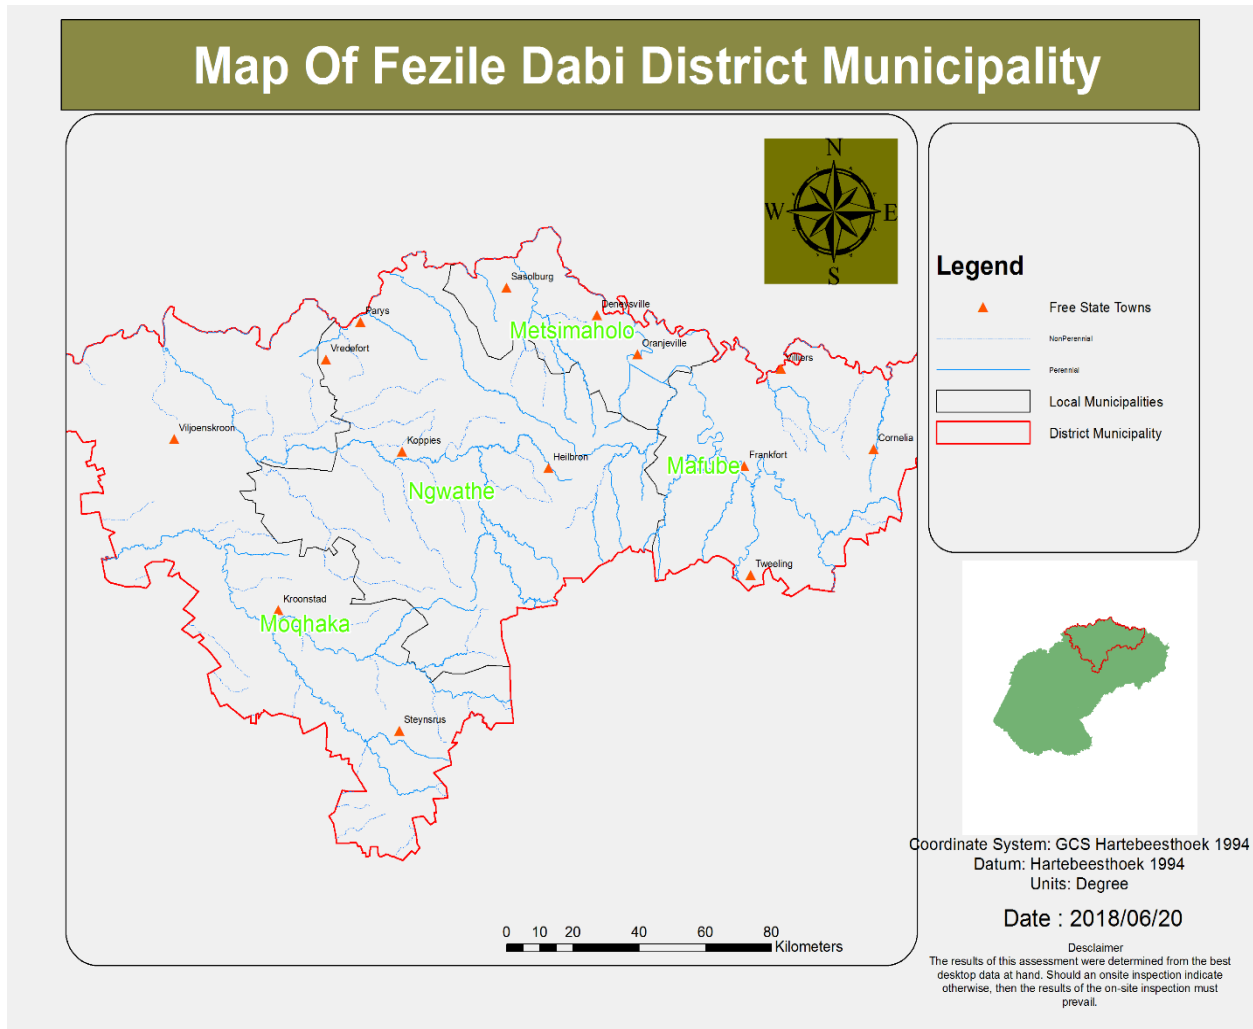 Map Of Fezile Dabi District Municipality
N
W
E
S
Sasolburg
Deneysville
Parys
Metsimaholo
Oranjeville
Vredefort
Villiers
Viljoenskroon
Koppies
Cornelia
Heilbron
Frankfort
Mafube
Ngwathe
Tweeling
Kroonstad
Moqhaka
Steynsrus
0 10 20 40 60 80
Kilometers
Legend
Free State Towns
NonPerennial
Perennial
Local Municipalities
District Municipality
Coordinate System: GCS Hartebeesthoek 1994
Datum: Hartebeesthoek 1994
Units: Degree
Date : 2018/06/20
Desclaimer
The results of this assessment were determined from the best
desktop data at hand. Should an onsite inspection indicate
otherwise, then the results of the on-site inspection must
prevail.